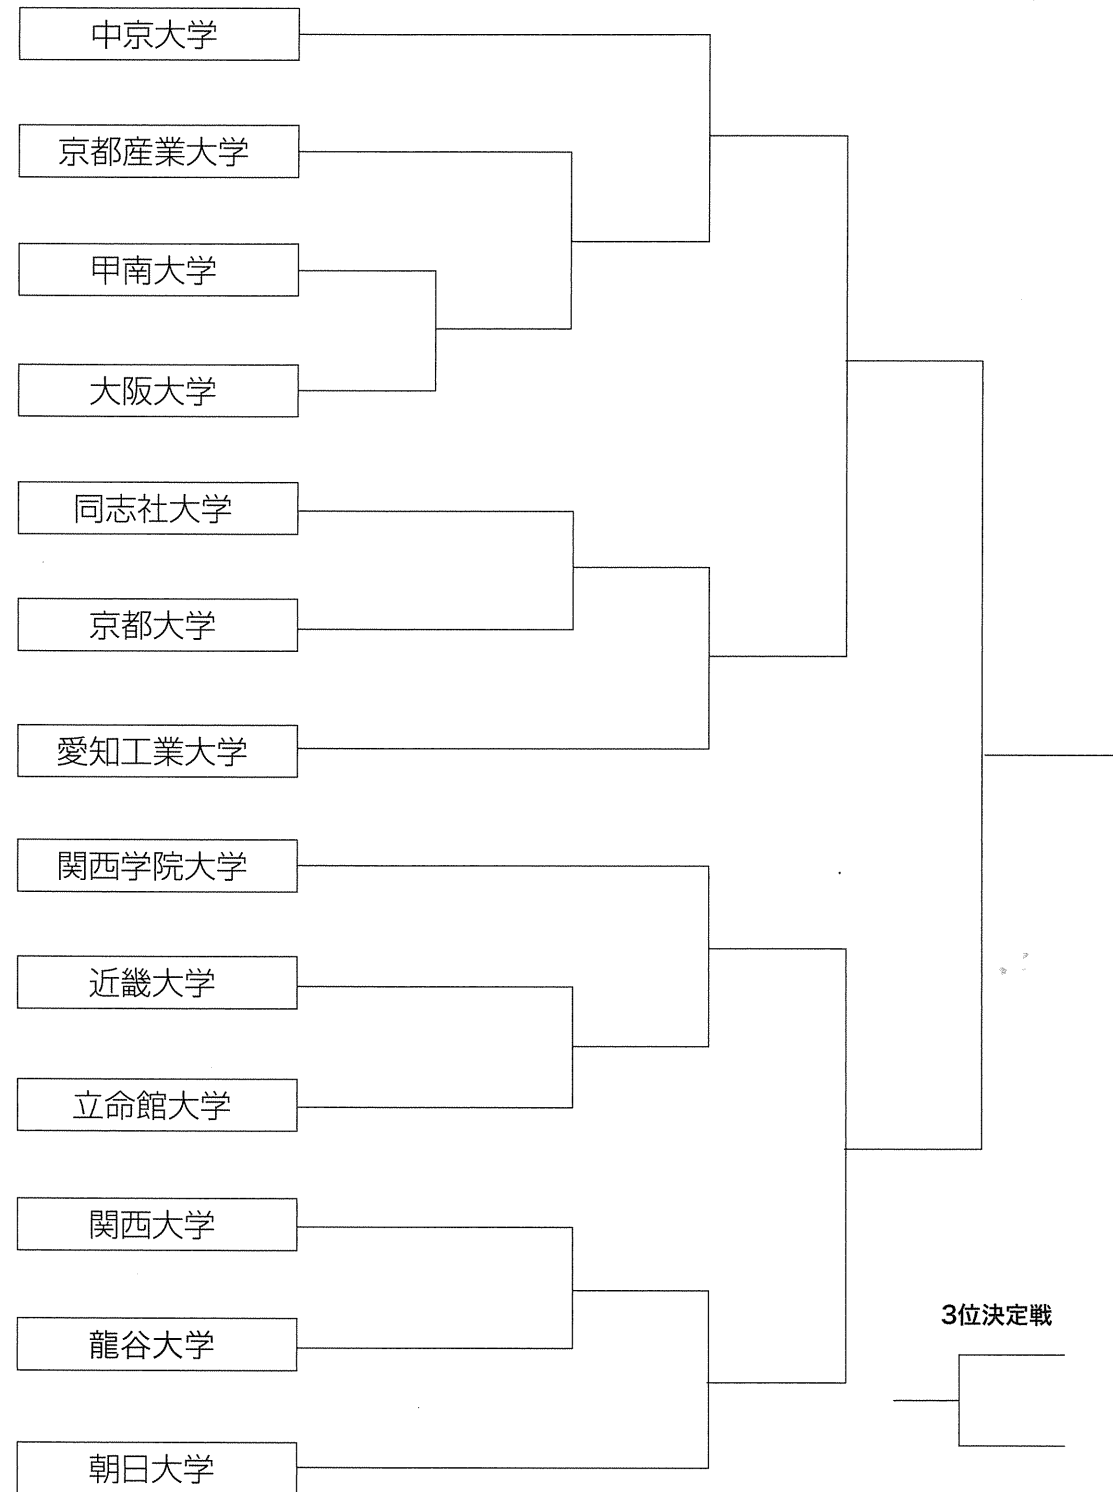 中京大学
京都産業大学
甲南大学
大阪大学
同志社大学
京都大学
愛知工業大学
関西学院大学
近畿大学
立命館大学
関西大学
龍谷大学
朝日大学
3位決定戦